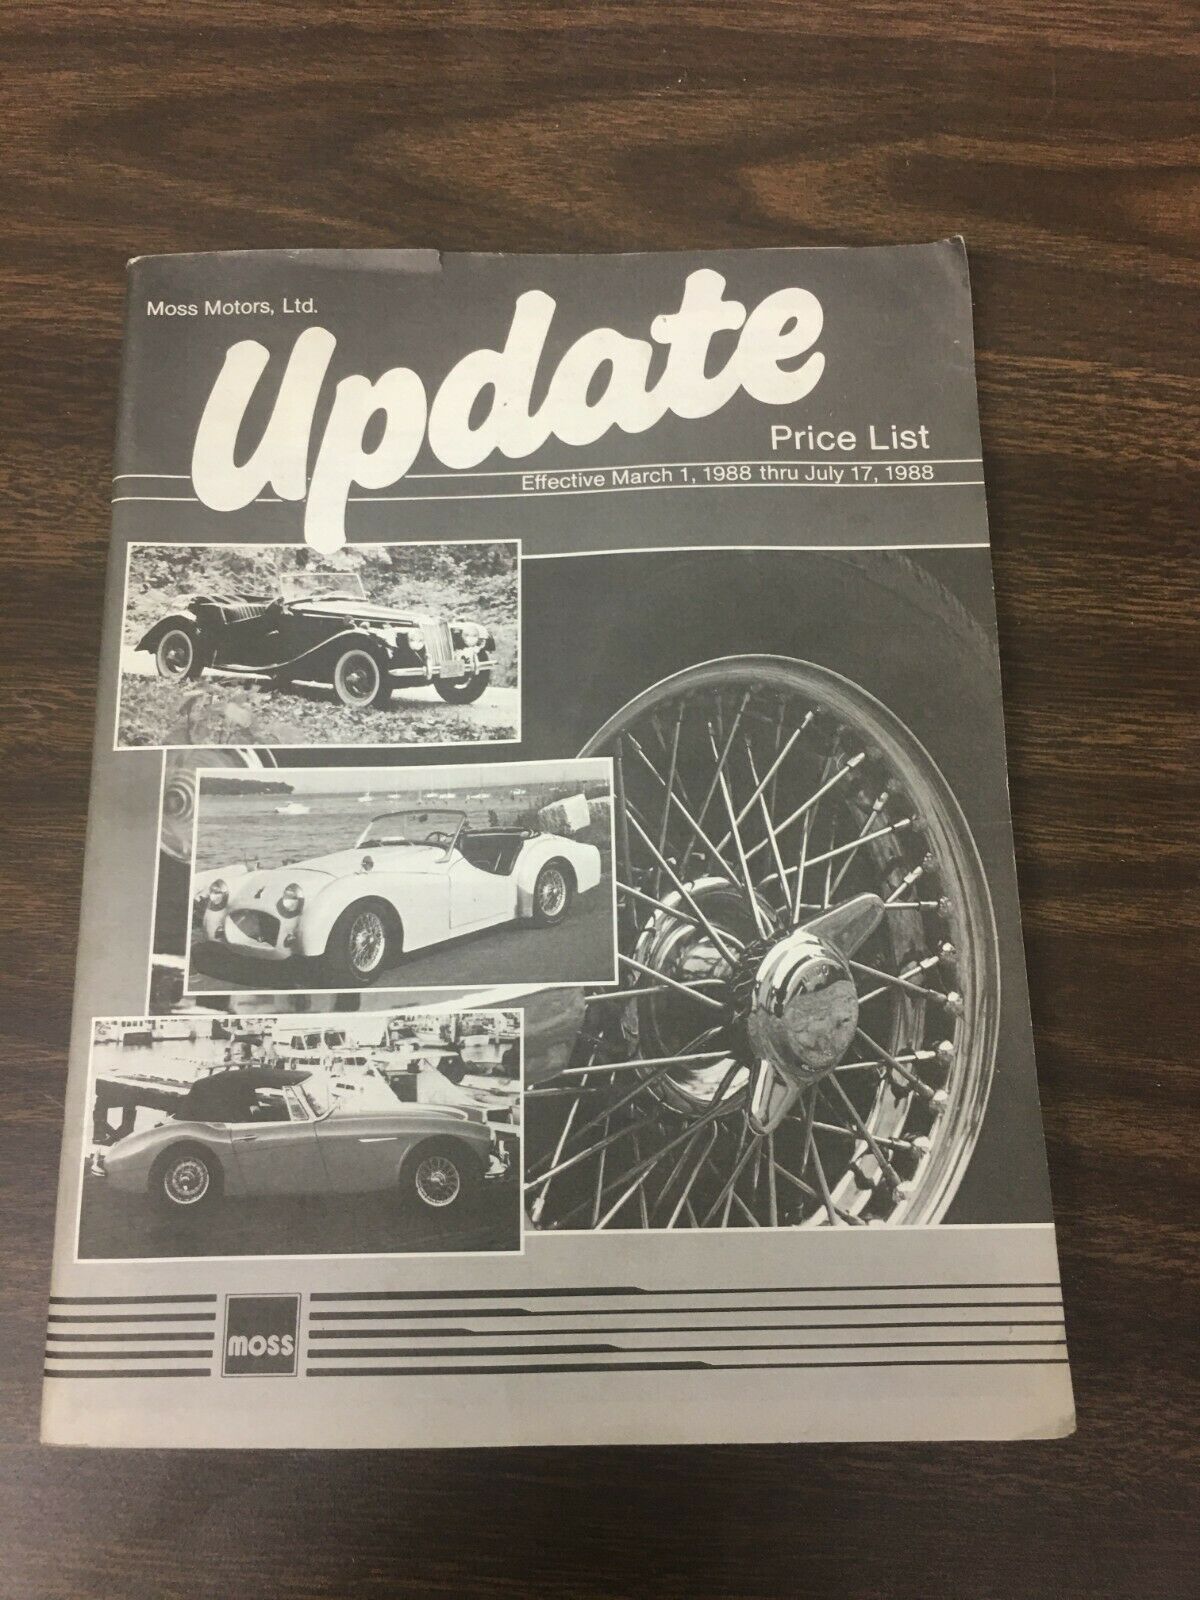 Moss Motors, Ltd.
Update
Price List
Effective March 1, 1988 thru July 17, 1988
moss